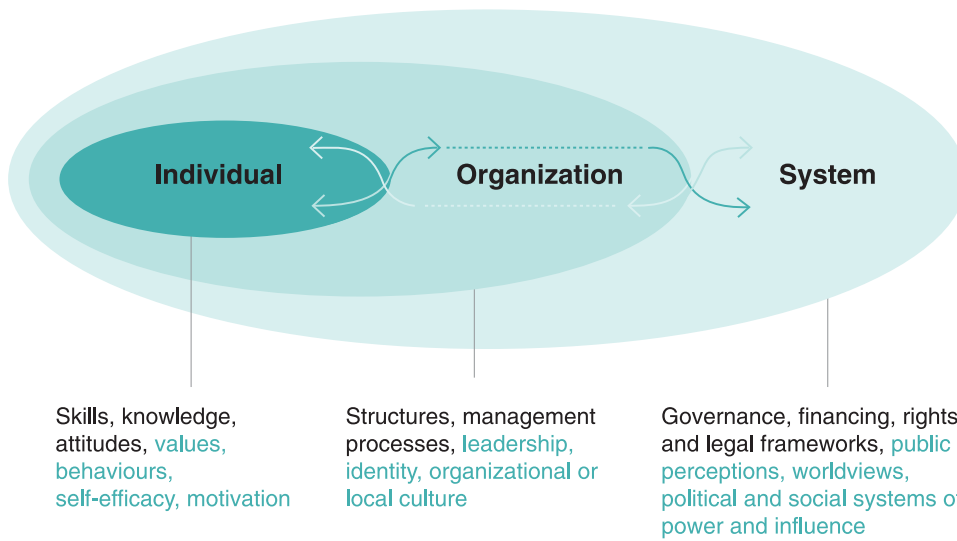 Individual
Organization
System
Skills, knowledge,
attitudes, values,
behaviours,
self-efficacy, motivation
Structures, management
processes, leadership,
identity, organizational or
local culture
Governance, financing, rights
and legal frameworks, public
perceptions, worldviews,
political and social systems of
power and influence